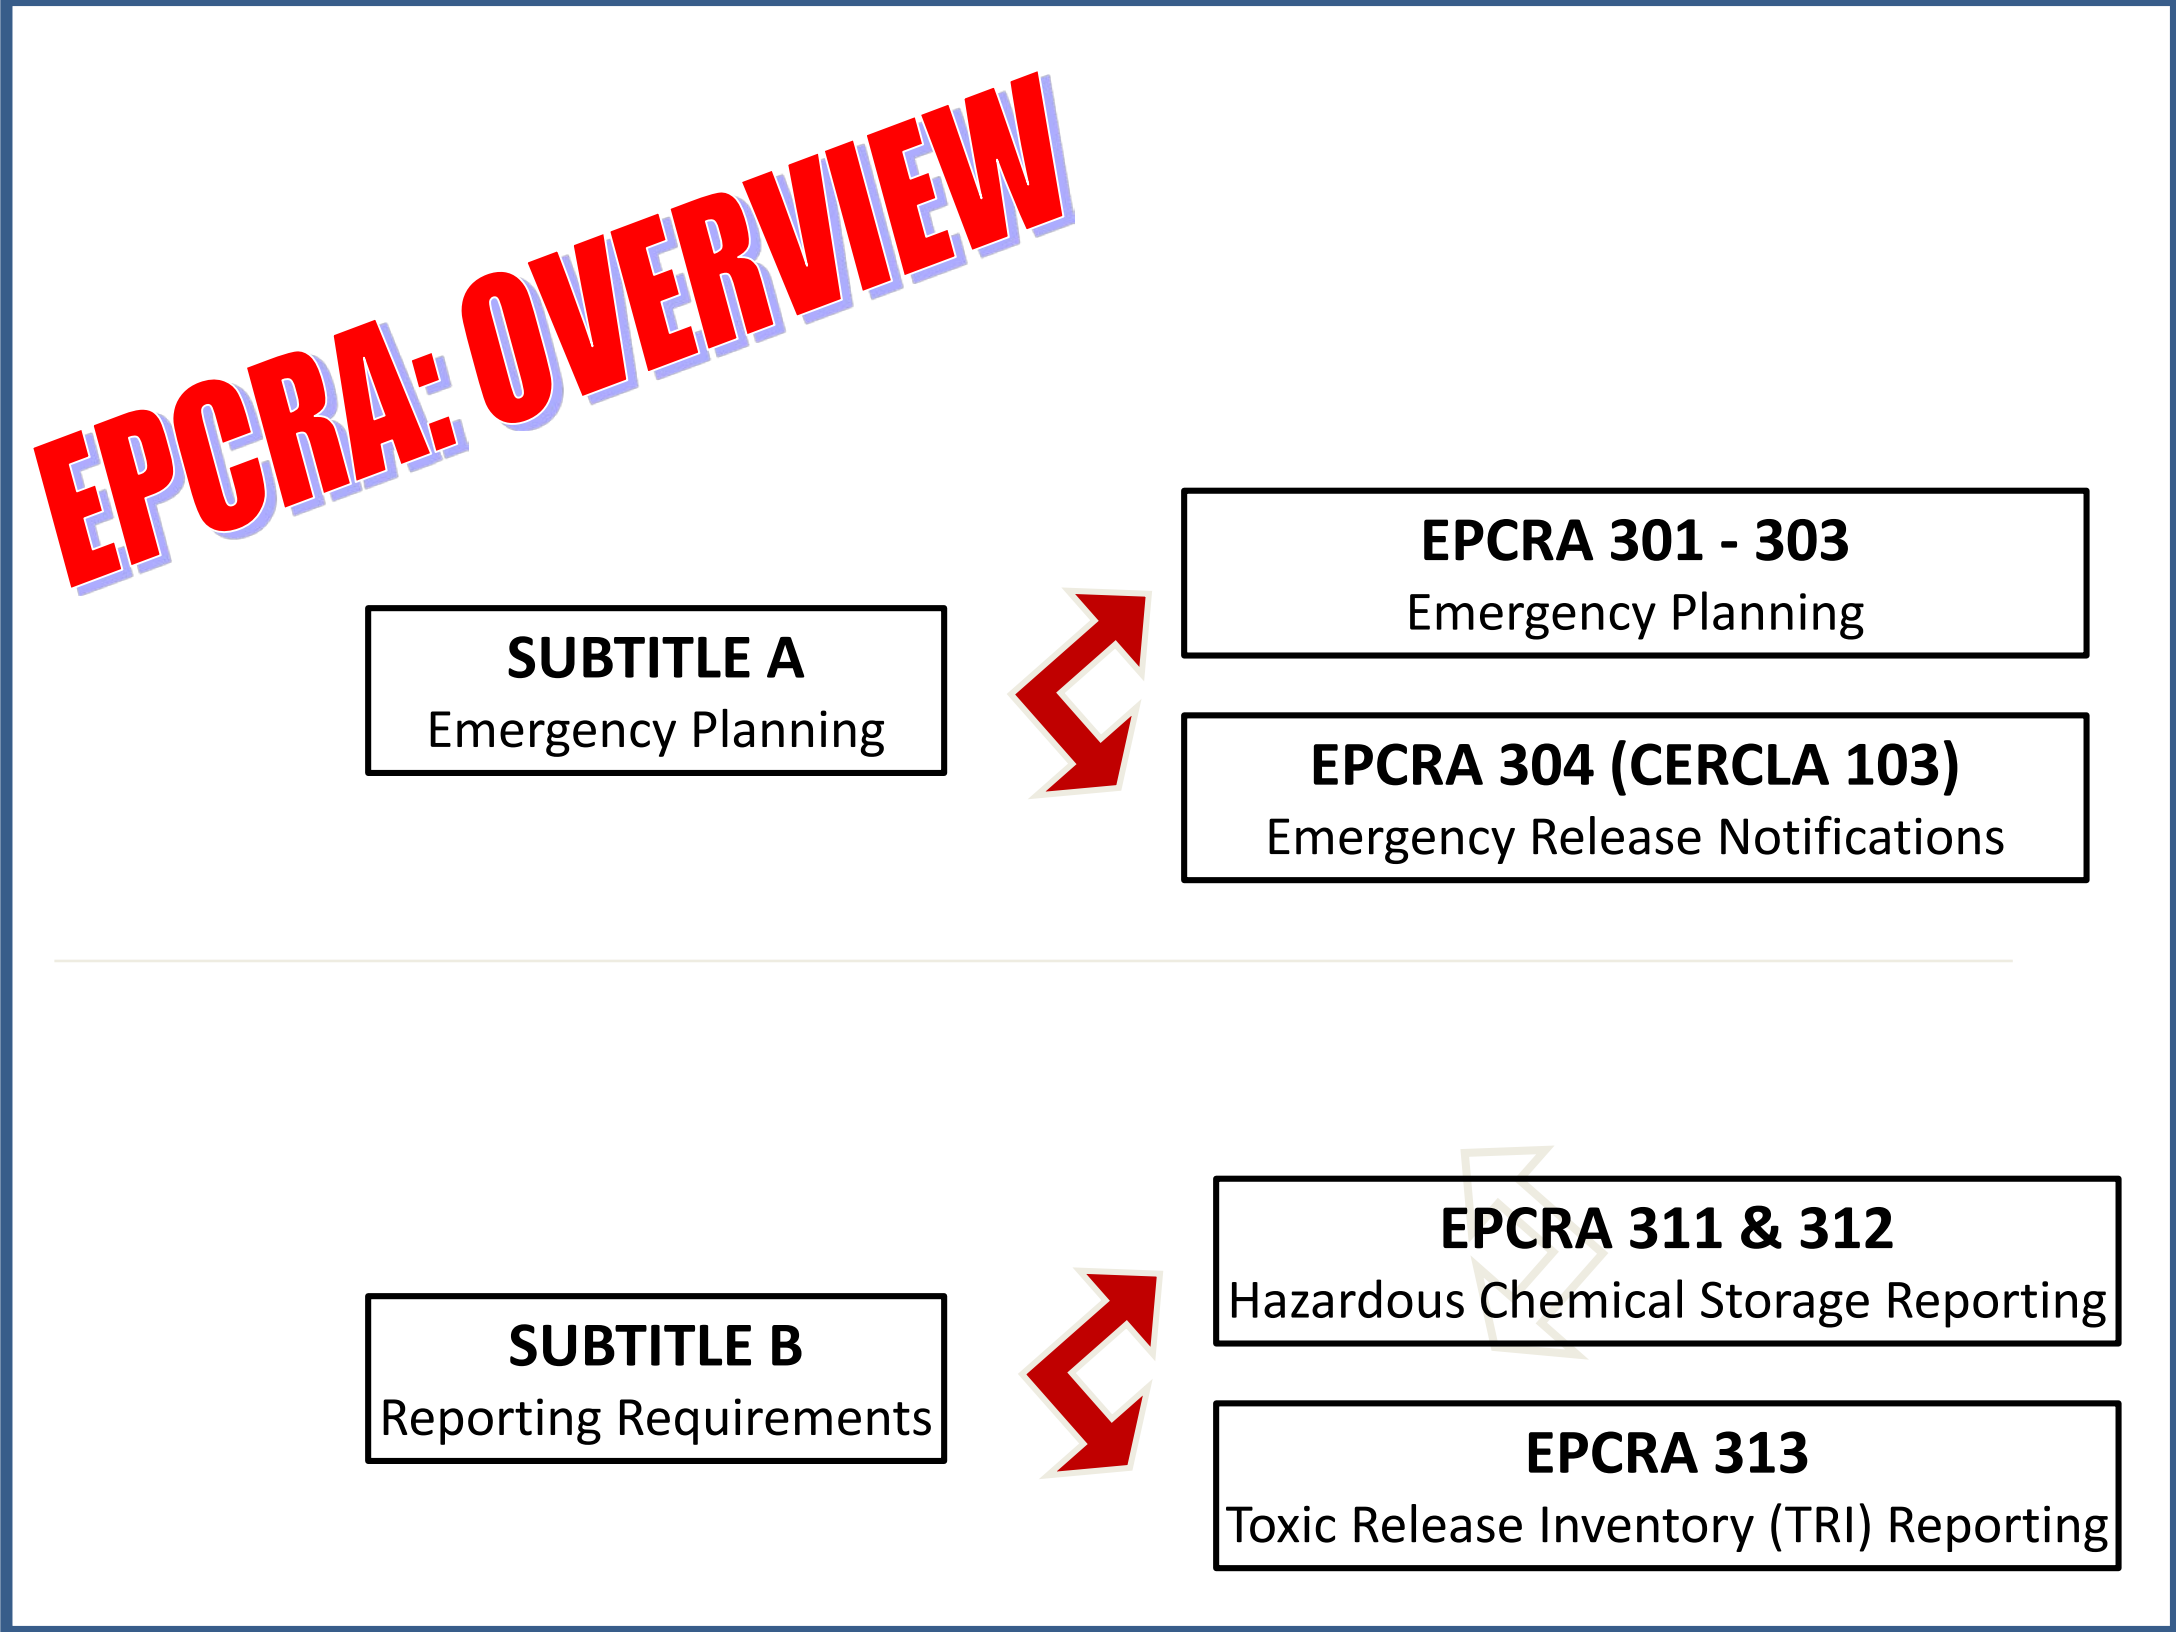 EPCRA: OVERVIEW
SUBTITLE A
Emergency Planning
EPCRA 301 - 303
Emergency Planning
EPCRA 304 (CERCLA 103)
Emergency Release Notifications
SUBTITLE B
Reporting Requirements
EPCRA 311 & 312
Hazardous Chemical Storage Reporting
EPCRA 313
Toxic Release Inventory (TRI) Reporting